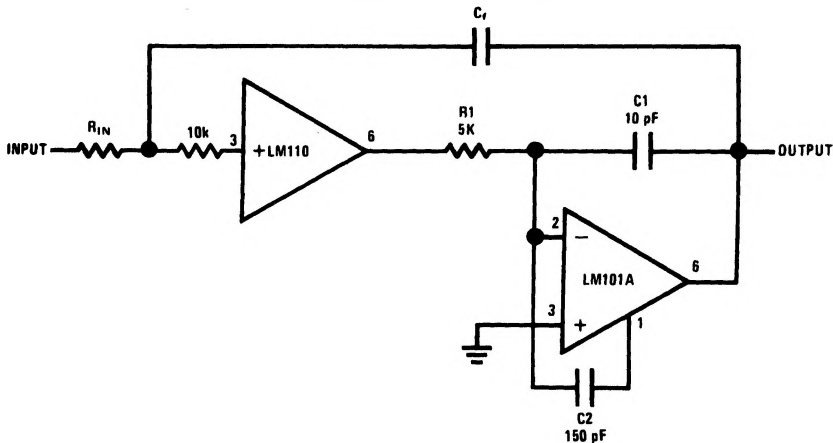 Cf
RIN
10k
3
+
LM110
6
R1
5K
C1
10 pF
INPUT
OUTPUT
2
−
LM101A
6
3
+
1
C2
150 pF